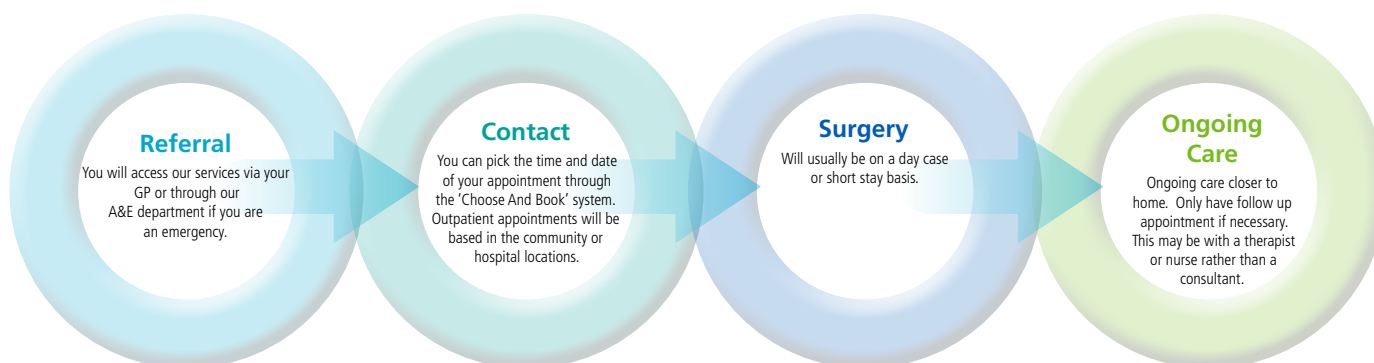 Referral
You will access our services via your
GP or through our
A&E department if you are
an emergency.
Contact
You can pick the time and date
of your appointment through
the ‘Choose And Book’ system.
Outpatient appointments will be
based in the community or
hospital locations.
Surgery
Will usually be on a day case
or short stay basis.
Ongoing
Care
Ongoing care closer to
home.  Only have follow up
appointment if necessary.
This may be with a therapist
or nurse rather than a
consultant.